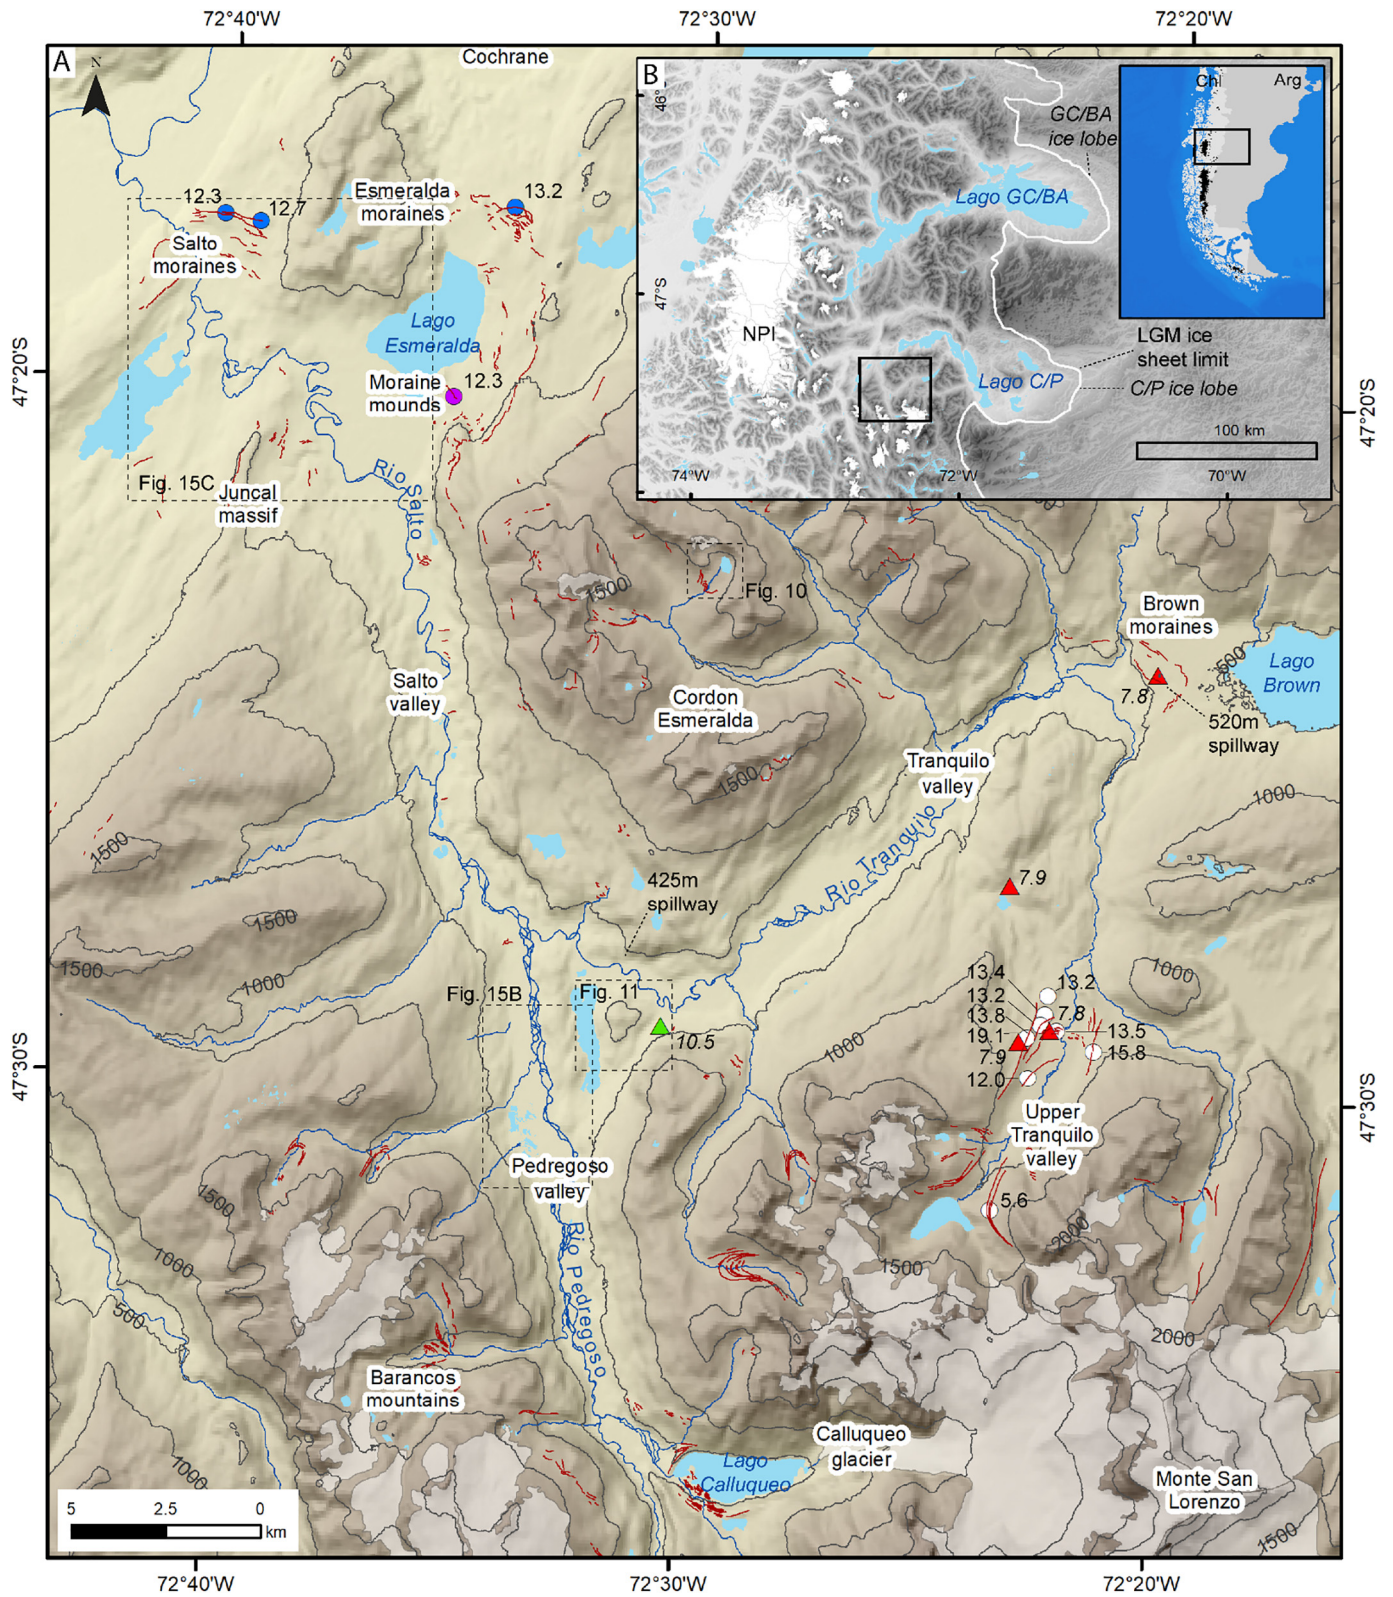 72°40'W
72°30'W
72°20'W
A
N
Cochrane
B
46°S
GC/BA
ice lobe
Chl
Arg
Lago GC/BA
47°S
NPI
LGM ice
sheet limit
Lago C/P
C/P ice lobe
100 km
74°W
72°W
70°W
12.3
12.7
Esmeralda
moraines
13.2
Salto
moraines
Lago
Esmeralda
47°20'S
47°20'S
Moraine
mounds
12.3
Fig. 15C
Juncal
massif
Rio Salto
1500
Fig. 10
Brown
moraines
500
Lago
Brown
7.8
520m
spillway
Salto
valley
Cordon
Esmeralda
1500
Tranquilo
valley
1000
1500
Rio Tranquilo
7.9
425m
spillway
1500
1500
1000
1000
Fig. 15B
Fig. 11
13.4
13.2
13.2
13.8
7.8
19.1
13.5
7.9
15.8
12.0
10.5
1000
47°30'S
47°30'S
Upper
Tranquilo
valley
Pedregoso
valley
1500
5.6
2000
1000
1500
500
Rio Pedregoso
2000
Barancos
mountains
Calluqueo
glacier
Lago
Calluqueo
1000
Monte San
Lorenzo
1500
5
2.5
0
km
72°40'W
72°30'W
72°20'W